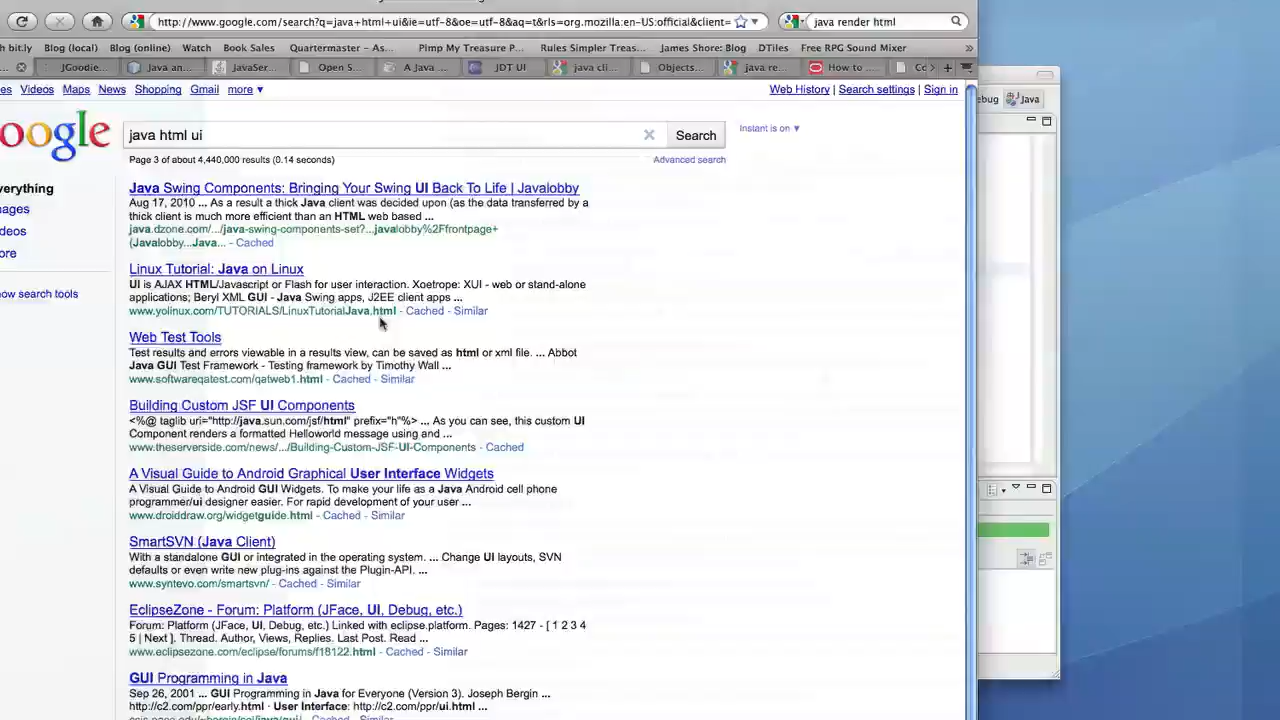 http://www.google.com/search?q=java+html+ui&ie=utf-8&oe=utf-8&aq=t&rls=org.mozilla.en-US:official&client=
java render html
h bit.ly Blog (local) Blog (online) Watch Book Sales Quartermaster - As... Pimp My Treasure P... Rules Simpler Treas... James Shore: Blog DTiles Free RPG Sound Mixer »
JGoodie... Java an... JavaSer... Open S... A Java ... JDT UI java cli... Objects... java re... How to ... Co
es Videos Maps News Shopping Gmail more ▼
Web History | Search settings | Sign in
ebug Java
oogle
java html ui
Search
Instant is on ▼
Page 3 of about 4,440,000 results (0.14 seconds)
Advanced search
verything
mages
deos
ore
how search tools
Java Swing Components: Bringing Your Swing UI Back To Life | Javalobby
Aug 17, 2010 ... As a result a thick Java client was decided upon (as the data transferred by a
thick client is much more efficient than an HTML web based ...
java.dzone.com/.../java-swing-components-set?...javalobby%2Ffrontpage+
(Javalobby...Java... - Cached
Linux Tutorial: Java on Linux
UI is AJAX HTML/Javascript or Flash for user interaction. Xoetrope: XUI - web or stand-alone
applications; Beryl XML GUI - Java Swing apps, J2EE client apps ...
www.yolinux.com/TUTORIALS/LinuxTutorialJava.html - Cached - Similar
Web Test Tools
Test results and errors viewable in a results view, can be saved as html or xml file. ... Abbot
Java GUI Test Framework - Testing framework by Timothy Wall ...
www.softwareqatest.com/qatweb1.html - Cached - Similar
Building Custom JSF UI Components
<%@ taglib uri="http://java.sun.com/jsf/html" prefix="h"%> ... As you can see, this custom UI
Component renders a formatted Helloworld message using and ...
www.theserverside.com/news/.../Building-Custom-JSF-UI-Components - Cached
A Visual Guide to Android Graphical User Interface Widgets
A Visual Guide to Android GUI Widgets. To make your life as a Java Android cell phone
programmer/ui designer easier. For rapid development of your user ...
www.droiddraw.org/widgetguide.html - Cached - Similar
SmartSVN (Java Client)
With a standalone GUI or integrated in the operating system. ... Change UI layouts, SVN
defaults or even write new plug-ins against the Plugin-API. ...
www.syntevo.com/smartsvn/ - Cached - Similar
EclipseZone - Forum: Platform (JFace, UI, Debug, etc.)
Forum: Platform (JFace, UI, Debug, etc.) Linked with eclipse.platform. Pages: 1427 - [ 1 2 3 4
5 | Next ]. Thread. Author, Views, Replies. Last Post. Read ...
www.eclipsezone.com/eclipse/forums/f18122.html - Cached - Similar
GUI Programming in Java
Sep 26, 2001 ... GUI Programming in Java for Everyone (Version 3). Joseph Bergin ...
http://c2.com/ppr/early.html · User Interface: http://c2.com/ppr/ui.html ...
Cached - Similar